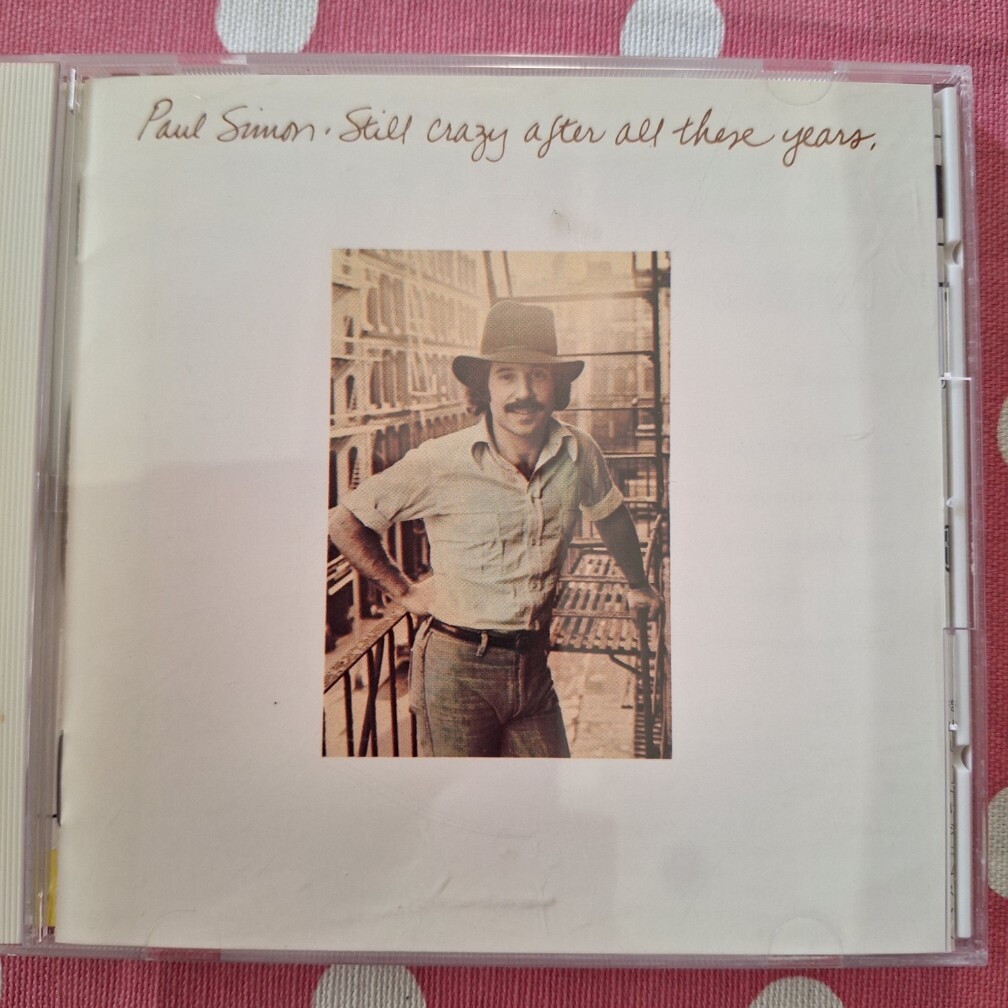 Paul Simon · Still crazy after all these years.